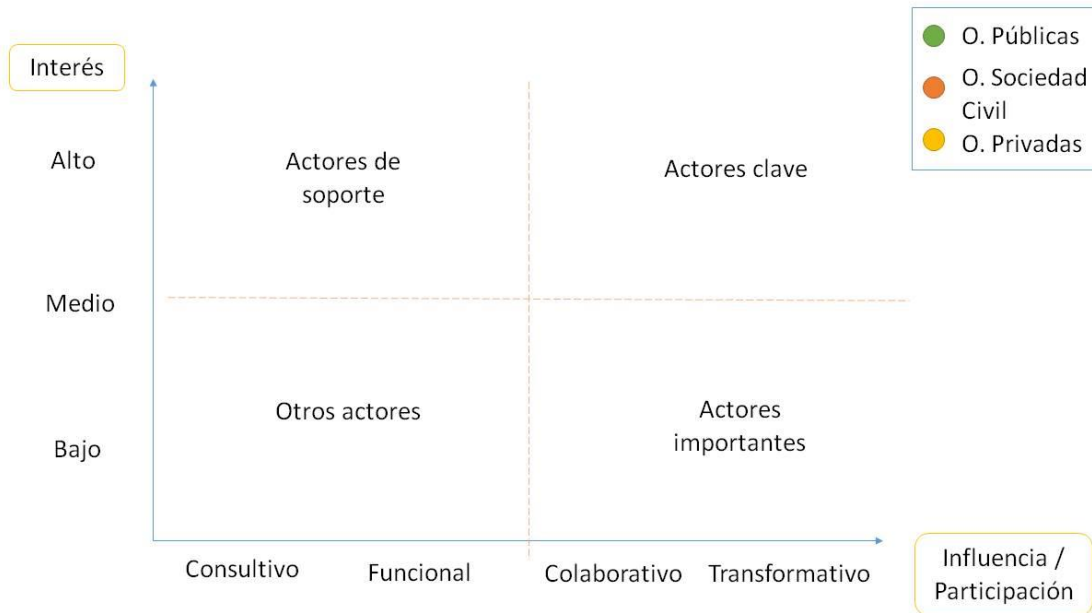 Interés
Alto
Medio
Bajo
Actores de
soporte
Actores clave
Otros actores
Actores
importantes
Consultivo
Funcional
Colaborativo
Transformativo
Influencia /
Participación
O. Públicas
O. Sociedad
Civil
O. Privadas